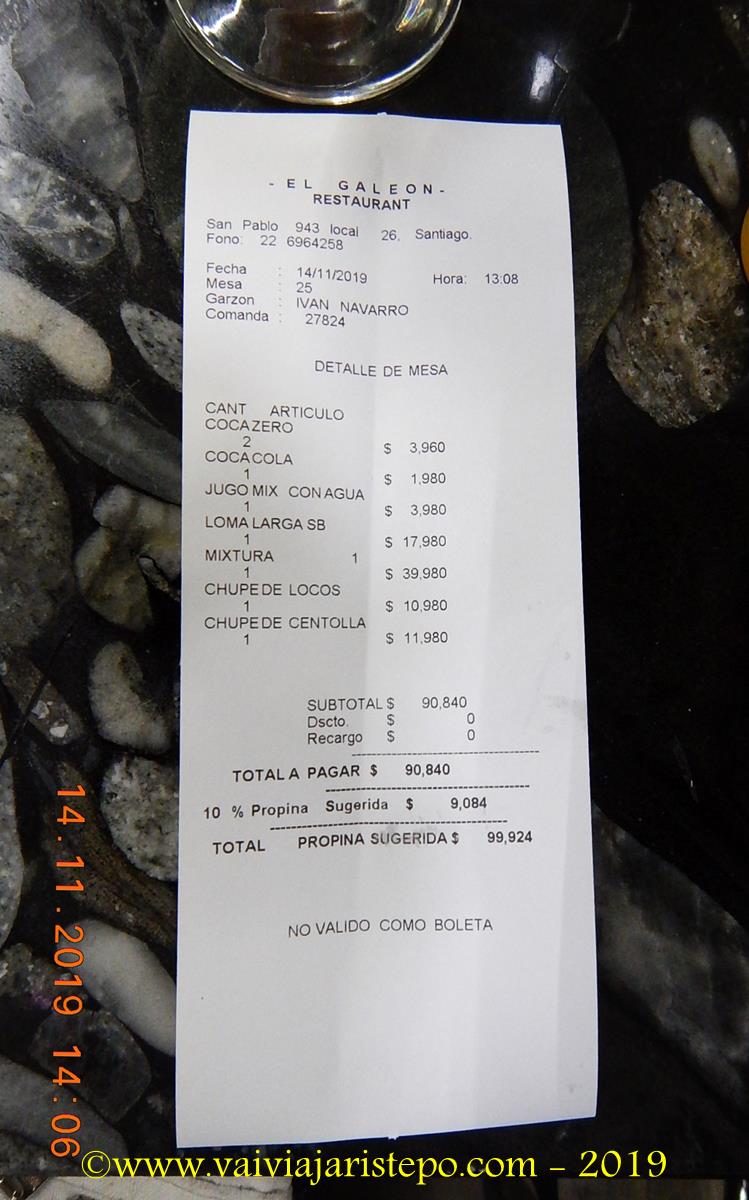 - EL GALEON -
RESTAURANT
San Pablo 943 local 26, Santiago.
Fono: 22 6964258
Fecha : 14/11/2019 Hora: 13:08
Mesa : 25
Garzon : IVAN NAVARRO
Comanda : 27824
DETALLE DE MESA
CANT ARTICULO
COCA ZERO
2 $ 3,960
COCA COLA
1 $ 1,980
JUGO MIX CON AGUA
1 $ 3,980
LOMA LARGA SB
1 $ 17,980
MIXTURA 1
1 $ 39,980
CHUPE DE LOCOS
1 $ 10,980
CHUPE DE CENTOLLA
1 $ 11,980
SUBTOTAL $ 90,840
Dscto. $ 0
Recargo $ 0
TOTAL A PAGAR $ 90,840
10 % Propina Sugerida $ 9,084
TOTAL PROPINA SUGERIDA $ 99,924
NO VALIDO COMO BOLETA
14.11.2019 14:06
©www.vaiviajaristepo.com - 2019